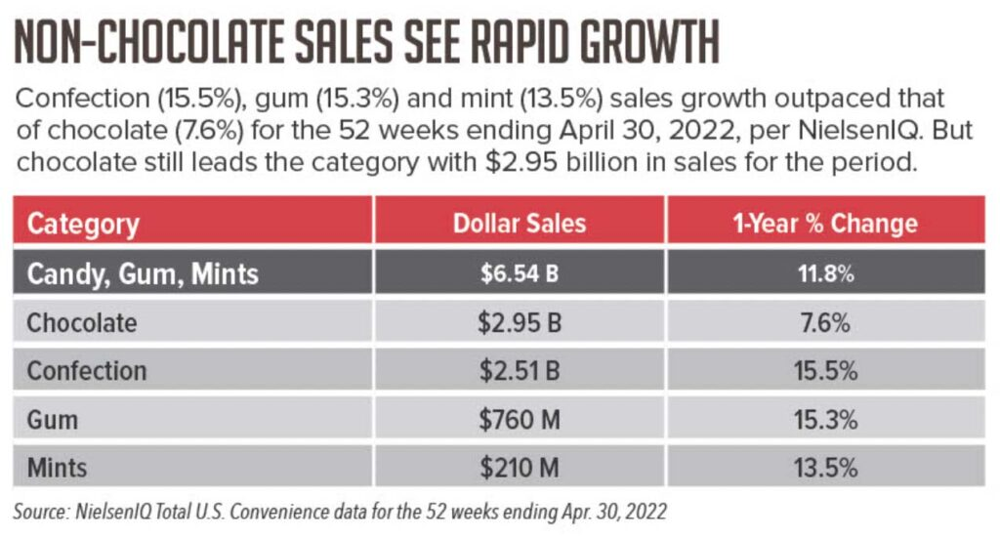 NON-CHOCOLATE SALES SEE RAPID GROWTH
Confection (15.5%), gum (15.3%) and mint (13.5%) sales growth outpaced that
of chocolate (7.6%) for the 52 weeks ending April 30, 2022, per NielsenIQ. But
chocolate still leads the category with $2.95 billion in sales for the period.
Category Dollar Sales 1-Year % Change
Candy, Gum, Mints $6.54 B 11.8%
Chocolate $2.95 B 7.6%
Confection $2.51 B 15.5%
Gum $760 M 15.3%
Mints $210 M 13.5%
Source: NielsenIQ Total U.S. Convenience data for the 52 weeks ending Apr. 30, 2022